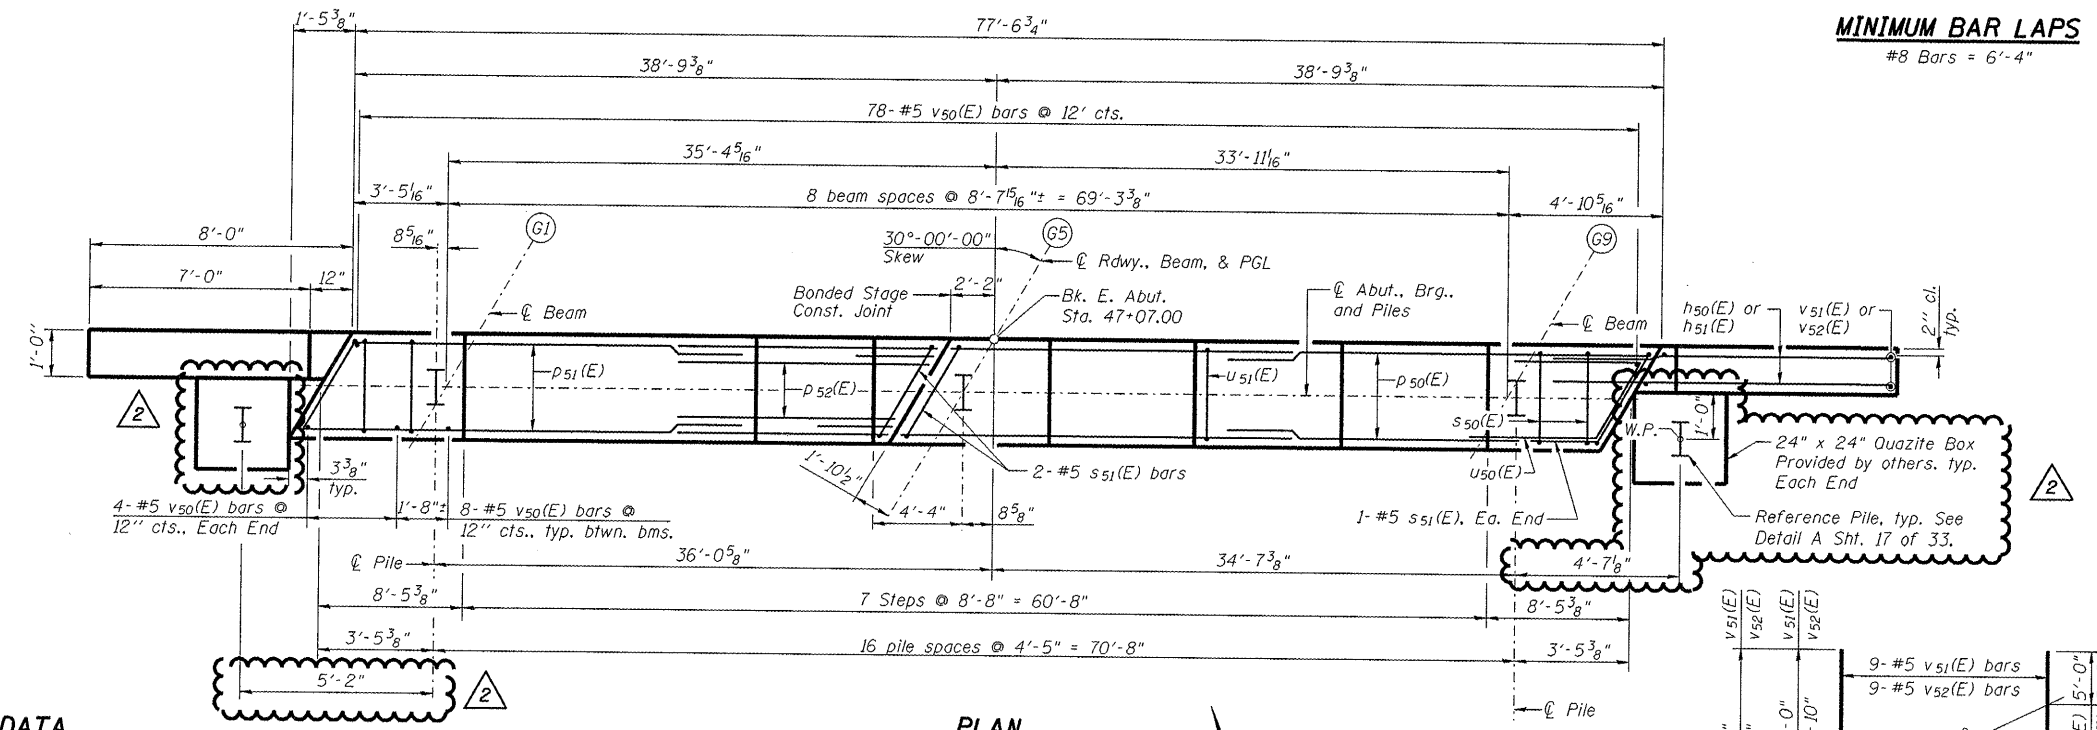 MINIMUM BAR LAPS
#8 Bars = 6'-4"
1'-5 3/8"
77'-6 3/4"
38'-9 3/8"
38'-9 3/8"
78- #5 v50(E) bars @ 12' cts.
35'-4 5/16"
33'-11 1/16"
3'-5 1/16"
8 beam spaces @ 8'-7 15/16"± = 69'-3 3/8"
4'-10 5/16"
8'-0"
8 5/16"
G1
30°-00'-00"
Skew
G5
G9
℄ Rdwy., Beam, & PGL
7'-0"
12"
2'-2"
Bonded Stage
Const. Joint
Bk. E. Abut.
Sta. 47+07.00
℄ Abut., Brg.,
and Piles
℄ Beam
℄ Beam
h50(E) or
h51(E)
v51(E) or
v52(E)
2" cl.
typ.
1'-0"
p51(E)
p52(E)
u51(E)
p50(E)
s50(E)
W.P.
1'-0"
2
24" x 24" Quazite Box
Provided by others. typ.
Each End
u50(E)
2- #5 s51(E) bars
1'-10 1/2"
3 3/8"
typ.
4- #5 v50(E) bars @
12" cts., Each End
1'-8"±
8- #5 v50(E) bars @
12" cts., typ. btwn. bms.
4'-4"
8 5/8"
1- #5 s51(E), Ea. End
Reference Pile, typ. See
Detail A Sht. 17 of 33.
2
℄ Pile
36'-0 5/8"
34'-7 3/8"
4'-7 1/8"
8'-5 3/8"
7 Steps @ 8'-8" = 60'-8"
8'-5 3/8"
3'-5 3/8"
16 pile spaces @ 4'-5" = 70'-8"
3'-5 3/8"
5'-2"
2
℄ Pile
v51(E)
v52(E)
v51(E)
v52(E)
9- #5 v51(E) bars
9- #5 v52(E) bars
5'-0"
DATA
PLAN